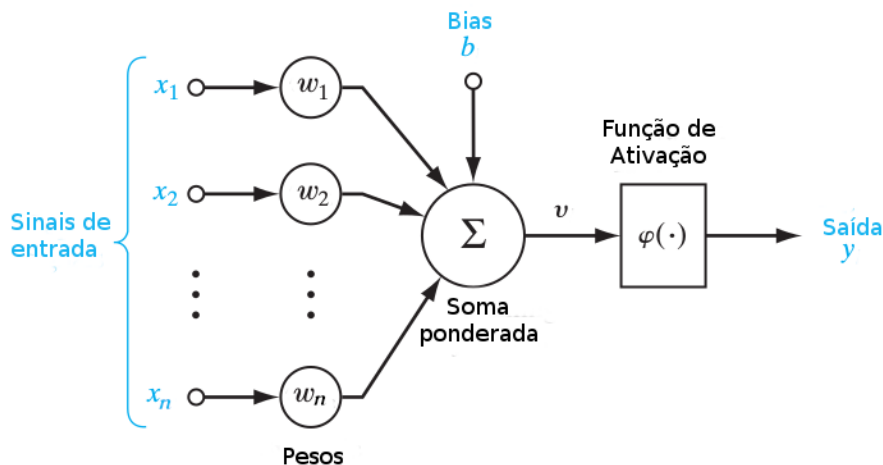 Bias
b
x₁
w₁
Função de
Ativação
x₂
w₂
Sinais de
entrada
Σ
v
φ(·)
Saída
y
Soma
ponderada
xₙ
wₙ
Pesos